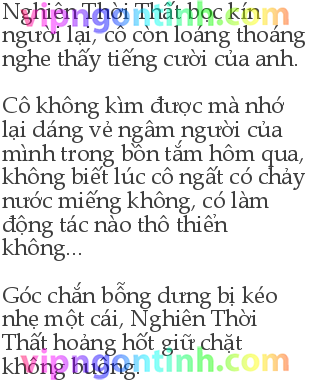 Nghiên Thời Thất bọc kín
người lại, cô còn loáng thoáng
nghe thấy tiếng cười của anh.
Cô không kìm được mà nhớ
lại dáng vẻ ngâm người của
mình trong bồn tắm hôm qua,
không biết lúc cô ngất có chảy
nước miếng không, có làm
động tác nào thô thiển
không...
Góc chắn bỗng dưng bị kéo
nhẹ một cái, Nghiên Thời
Thất hoảng hốt giữ chặt
không buông.
vipngontinh.com
vipngontinh.com